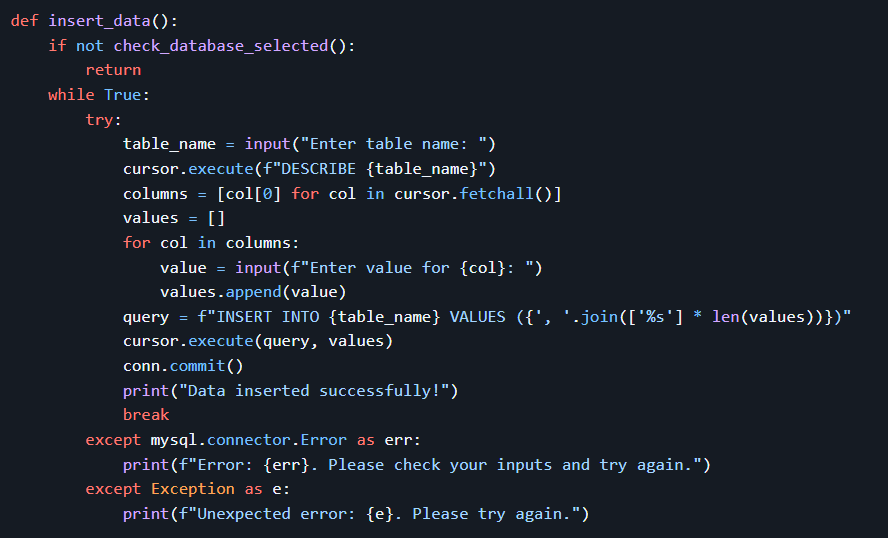 def insert_data():
    if not check_database_selected():
        return
    while True:
        try:
            table_name = input("Enter table name: ")
            cursor.execute(f"DESCRIBE {table_name}")
            columns = [col[0] for col in cursor.fetchall()]
            values = []
            for col in columns:
                value = input(f"Enter value for {col}: ")
                values.append(value)
            query = f"INSERT INTO {table_name} VALUES ({', '.join(['%s'] * len(values))})"
            cursor.execute(query, values)
            conn.commit()
            print("Data inserted successfully!")
            break
        except mysql.connector.Error as err:
            print(f"Error: {err}. Please check your inputs and try again.")
        except Exception as e:
            print(f"Unexpected error: {e}. Please try again.")